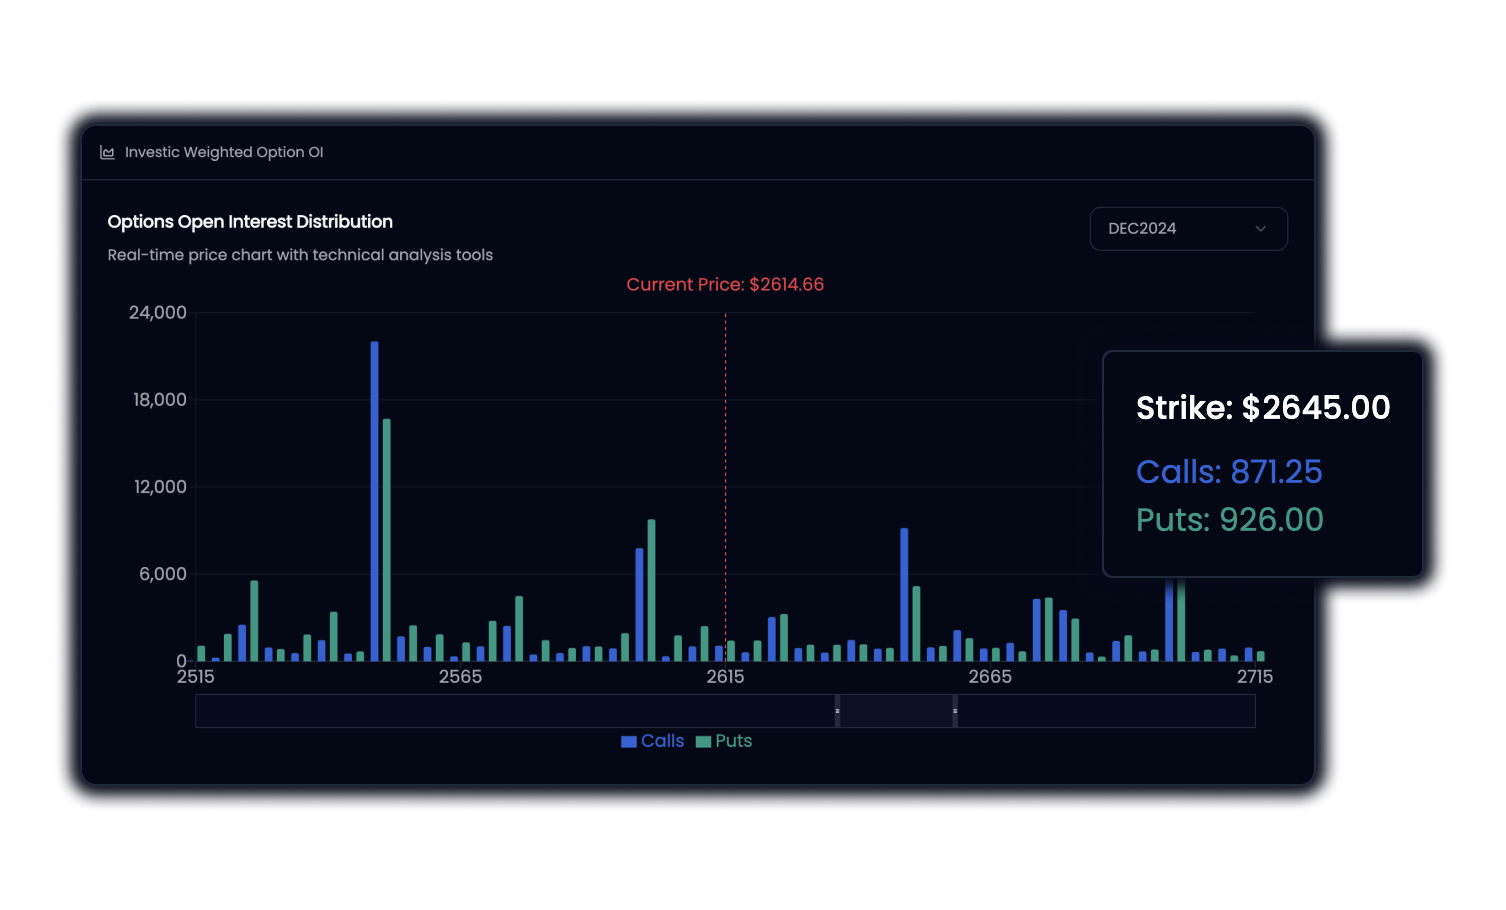 Investic Weighted Option OI
Options Open Interest Distribution
Real-time price chart with technical analysis tools
DEC2024
Current Price: $2614.66
24,000
18,000
12,000
6,000
0
2515
2565
2615
2665
2715
Calls
Puts
Strike: $2645.00
Calls: 871.25
Puts: 926.00